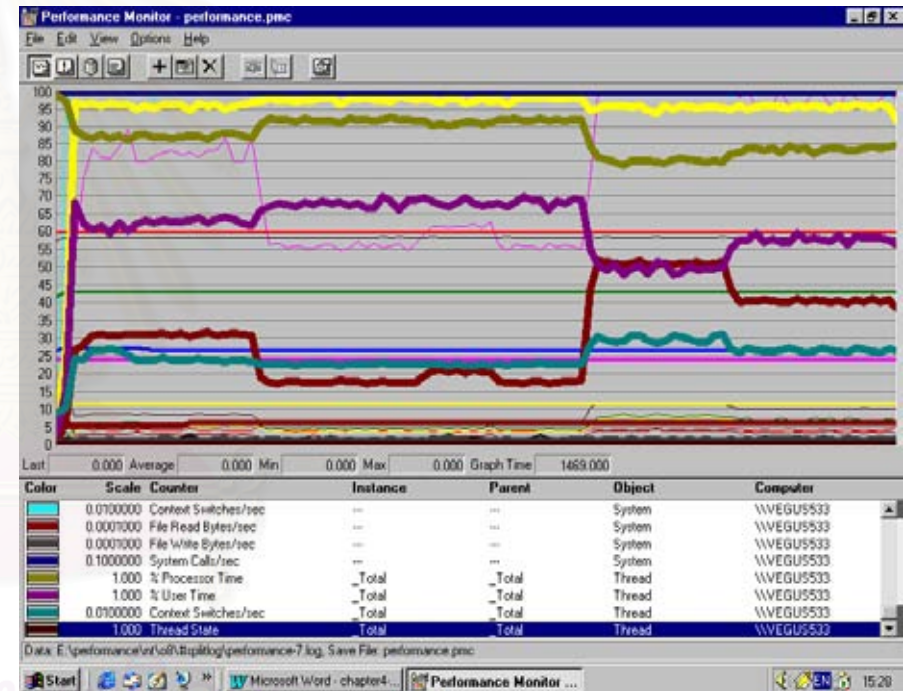 Performance Monitor - performance.pmc
File Edit View Options Help
100
95
90
85
80
75
70
65
60
55
50
45
40
35
30
25
20
15
10
5
0
Last 0.000 Average 0.000 Min 0.000 Max 0.000 Graph Time 1469.000
Color Scale Counter Instance Parent Object Computer
0.0100000 Context Switches/sec --- --- System \\\VEGUS533
0.0001000 File Read Bytes/sec --- --- System \\\VEGUS533
0.0001000 File Write Bytes/sec --- --- System \\\VEGUS533
0.1000000 System Calls/sec --- --- System \\\VEGUS533
1.000 % Processor Time _Total _Total Thread \\\VEGUS533
1.000 % User Time _Total _Total Thread \\\VEGUS533
0.0100000 Context Switches/sec _Total _Total Thread \\\VEGUS533
1.000 Thread State _Total _Total Thread \\\VEGUS533
Data: E:\performance\nt\o8\#splitlog\performance-7.log, Save File: performance.pmc
Start Microsoft Word - chapter4-... Performance Monitor ... EN 15:28